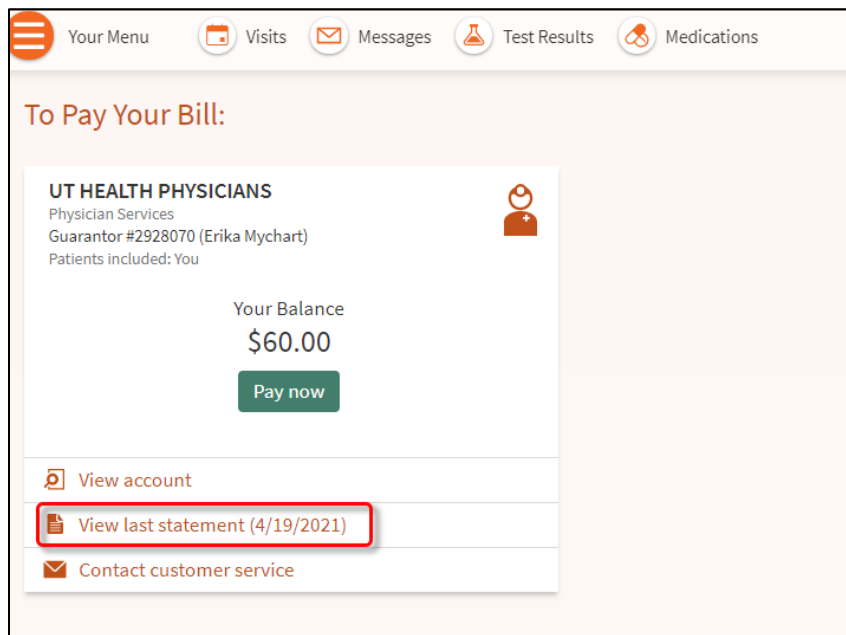 Your Menu Visits Messages Test Results Medications
To Pay Your Bill:
UT HEALTH PHYSICIANS
Physician Services
Guarantor #2928070 (Erika Mychart)
Patients included: You
Your Balance
$60.00
Pay now
View account
View last statement (4/19/2021)
Contact customer service